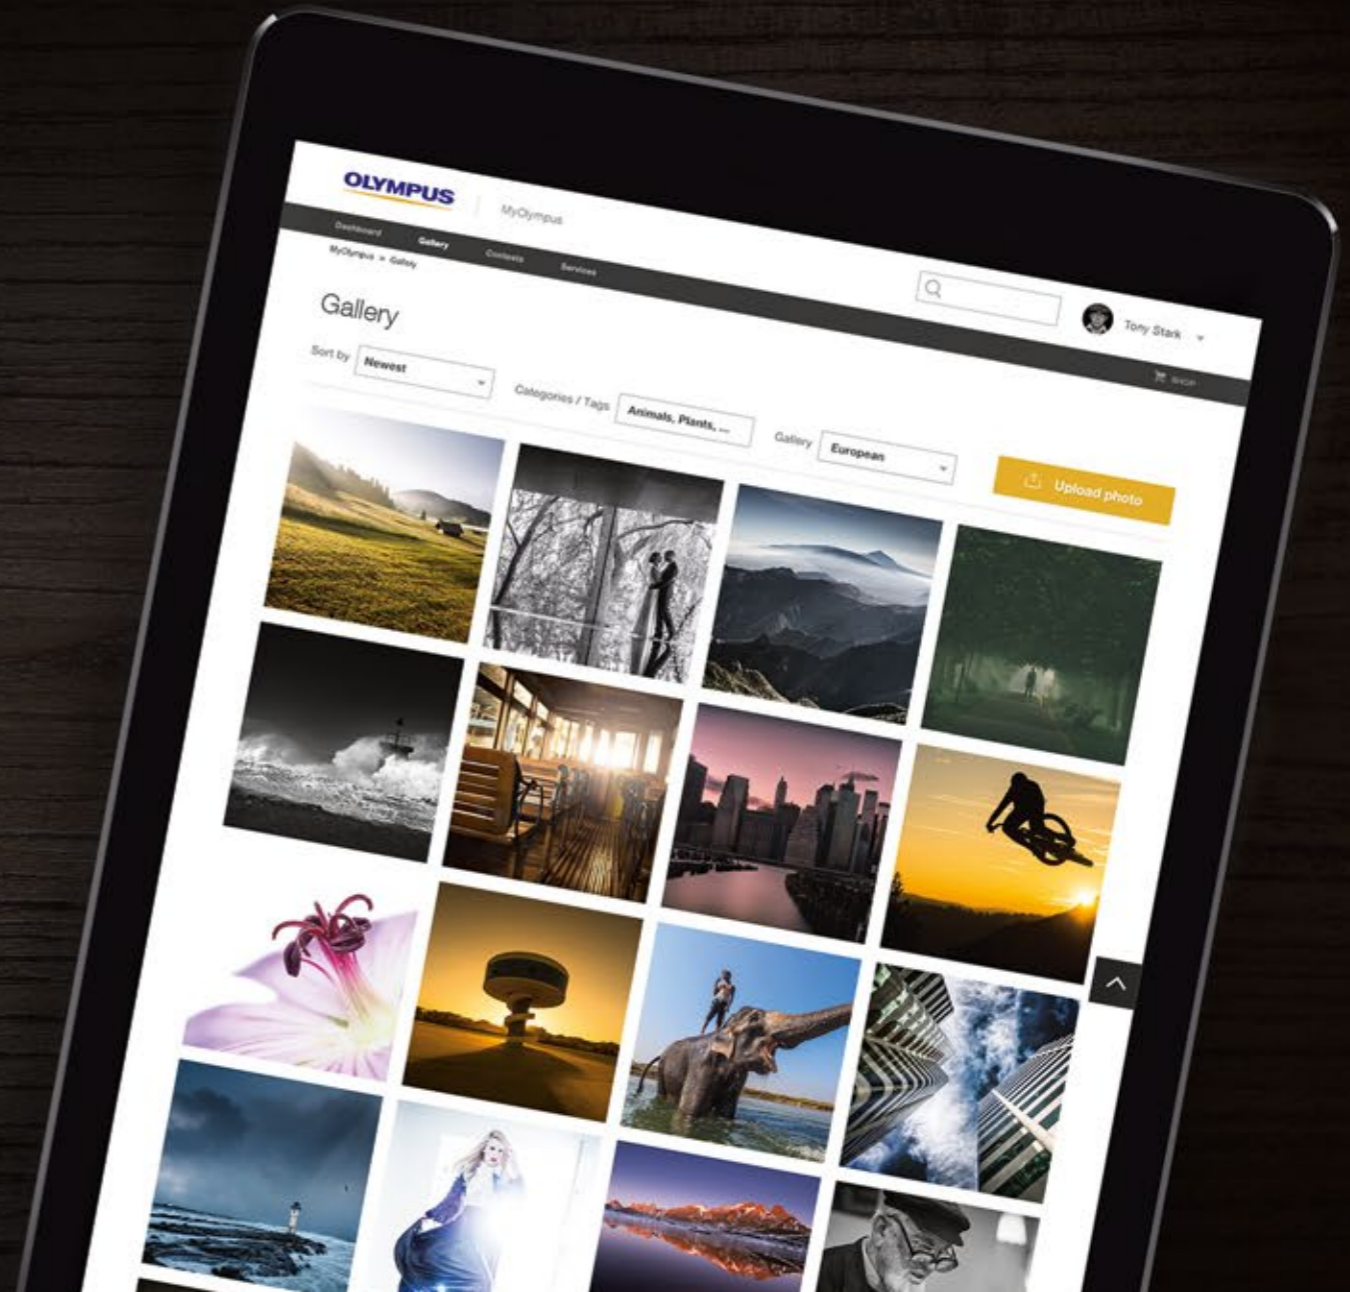 OLYMPUS
MyOlympus
Tony Stark
Dashboard Gallery Contests Services
SHOP
MyOlympus > Gallery
Gallery
Sort by Newest
Categories / Tags Animals, Plants, ...
Gallery European
Upload photo